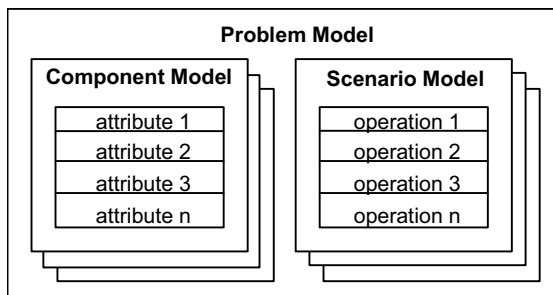 Problem Model
Component Model
attribute 1
attribute 2
attribute 3
attribute n
Scenario Model
operation 1
operation 2
operation 3
operation n